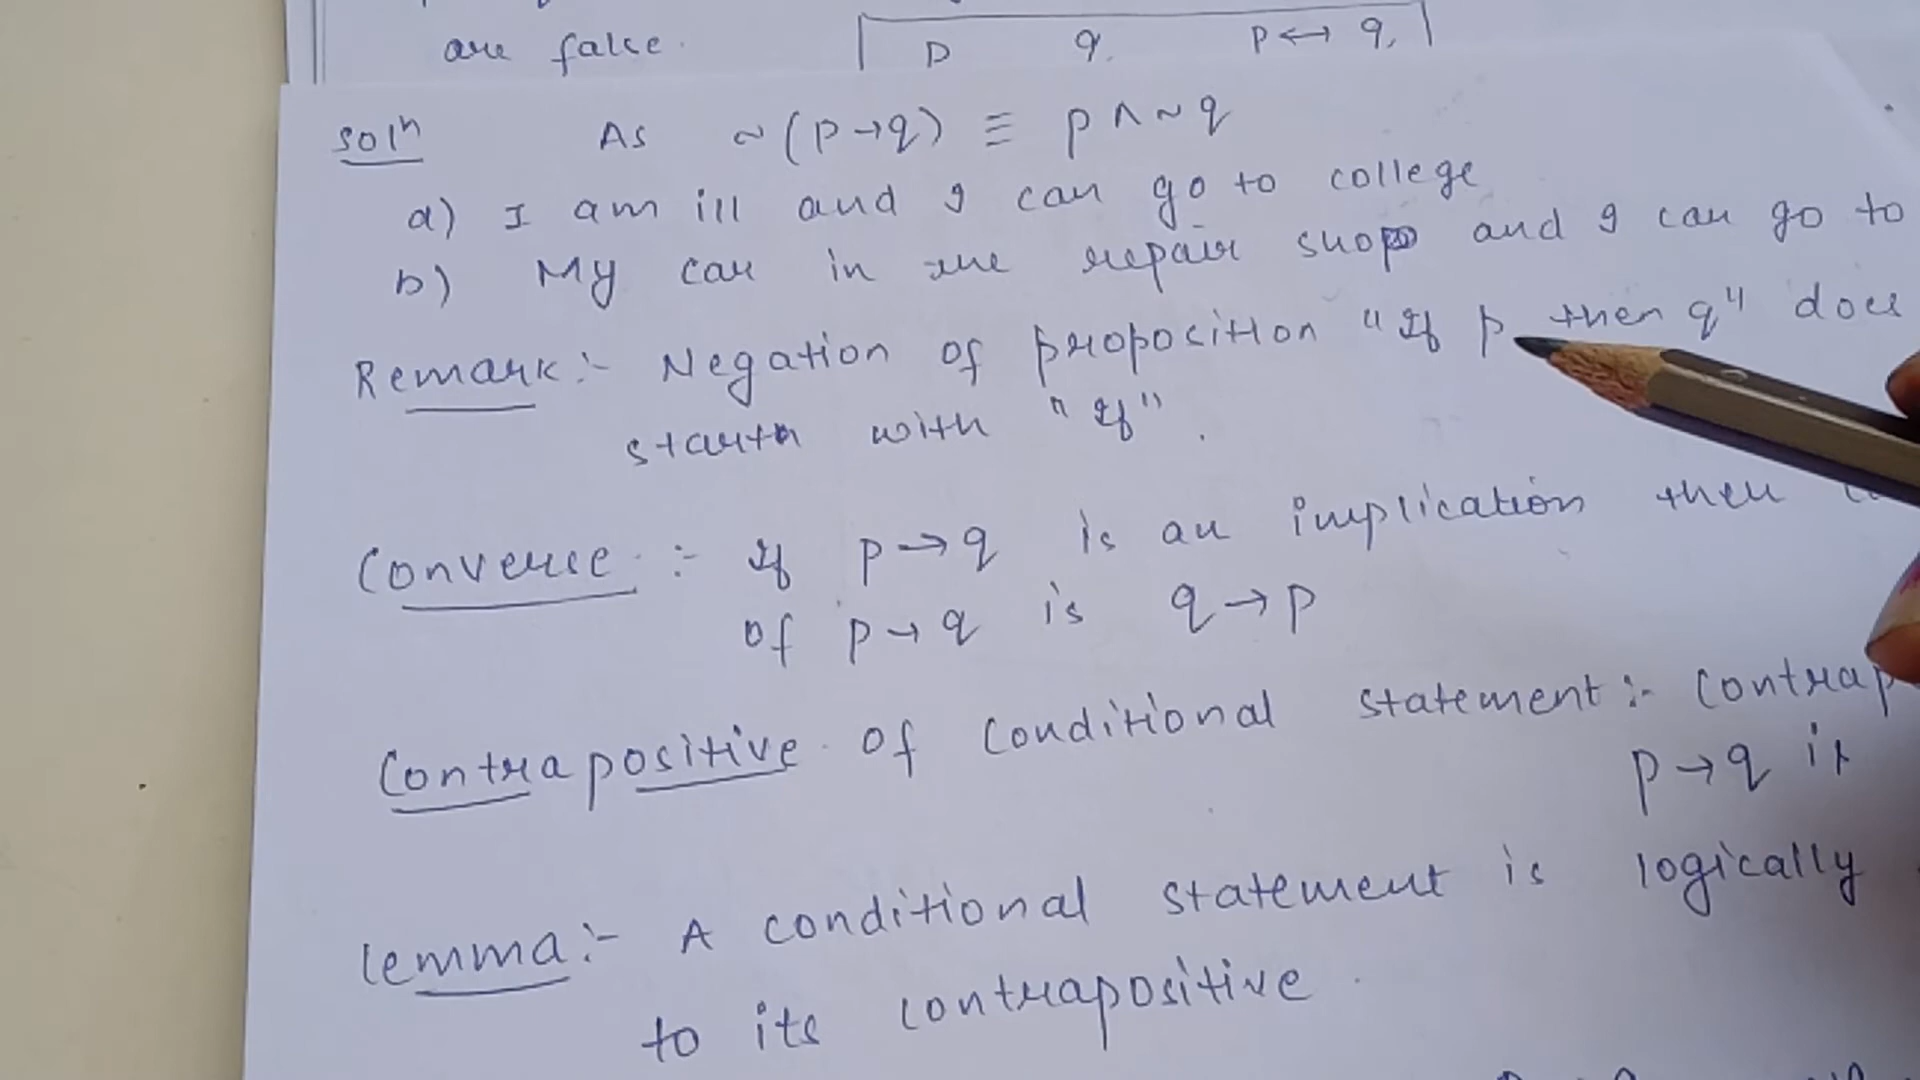 are false.
p q p ↔ q
Solⁿ As ~(p→q) ≡ p ∧ ~q
a) I am ill and I can go to college
b) My car in the repair shop and I can go to
Remark:- Negation of proposition "If p then q" does
starts with "If".
Converse :- If p→q is an implication then
of p→q is q→p
Contrapositive of Conditional statement:- Contrap
p→q is
Lemma:- A conditional statement is logically
to its contrapositive.